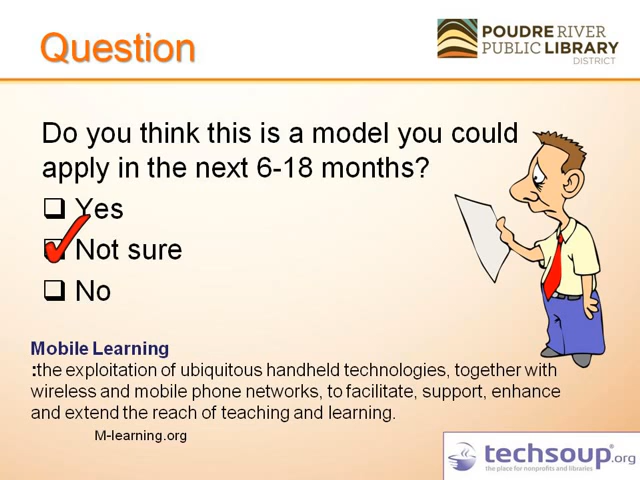 Question
POUDRE RIVER
PUBLIC LIBRARY
DISTRICT
Do you think this is a model you could
apply in the next 6-18 months?
Yes
Not sure
No
Mobile Learning
:the exploitation of ubiquitous handheld technologies, together with
wireless and mobile phone networks, to facilitate, support, enhance
and extend the reach of teaching and learning.
M-learning.org
techsoup.org
the place for nonprofits and libraries